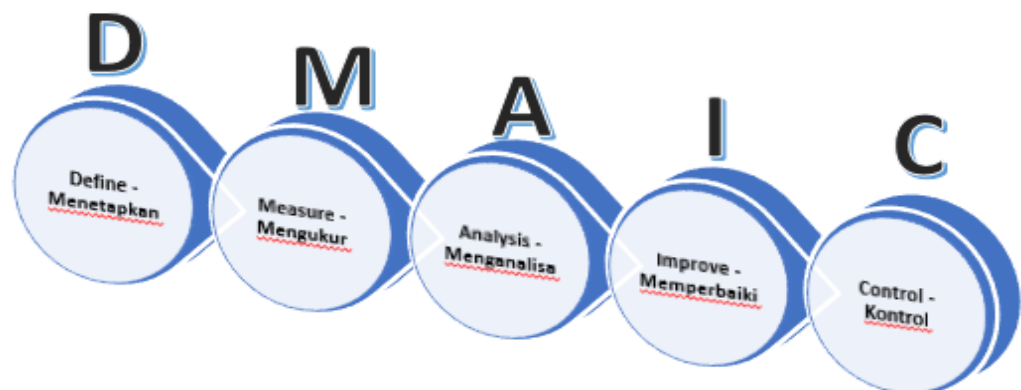 D
M
A
I
C
Define -
Menetapkan
Measure -
Mengukur
Analysis -
Menganalisa
Improve -
Memperbaiki
Control -
Kontrol